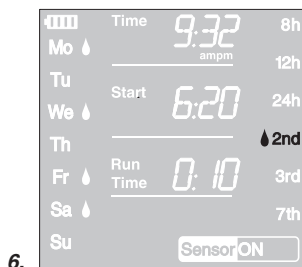 Time 9:32 8h
Mo ampm
12h
Tu
Start 6:20 24h
We
2nd
Th
Run Time 0:10
Fr 3rd
Sa
7th
Su Sensor ON
6.